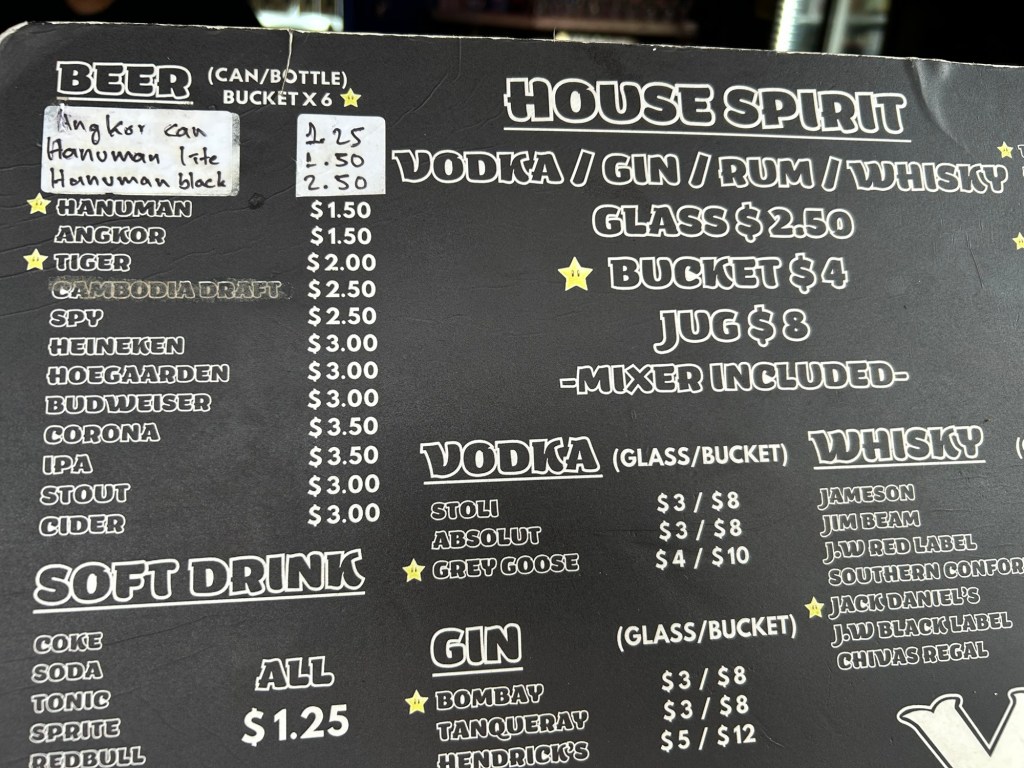 BEER (CAN/BOTTLE)
BUCKET X 6
Angkor can 1.25
Hanuman lite 1.50
Hanuman black 2.50
HANUMAN $1.50
ANGKOR $1.50
TIGER $2.00
CAMBODIA DRAFT $2.50
SPY $2.50
HEINEKEN $3.00
HOEGAARDEN $3.00
BUDWEISER $3.00
CORONA $3.50
IPA $3.50
STOUT $3.00
CIDER $3.00
SOFT DRINK
COKE
SODA
TONIC
SPRITE
REDBULL
ALL
$1.25
HOUSE SPIRIT
VODKA / GIN / RUM / WHISKY
GLASS $2.50
BUCKET $4
JUG $8
-MIXER INCLUDED-
VODKA (GLASS/BUCKET)
STOLI $3 / $8
ABSOLUT $3 / $8
GREY GOOSE $4 / $10
GIN (GLASS/BUCKET)
BOMBAY $3 / $8
TANQUERAY $3 / $8
HENDRICK'S $5 / $12
WHISKY
JAMESON
JIM BEAM
J.W RED LABEL
SOUTHERN CONFOR
JACK DANIEL'S
J.W BLACK LABEL
CHIVAS REGAL